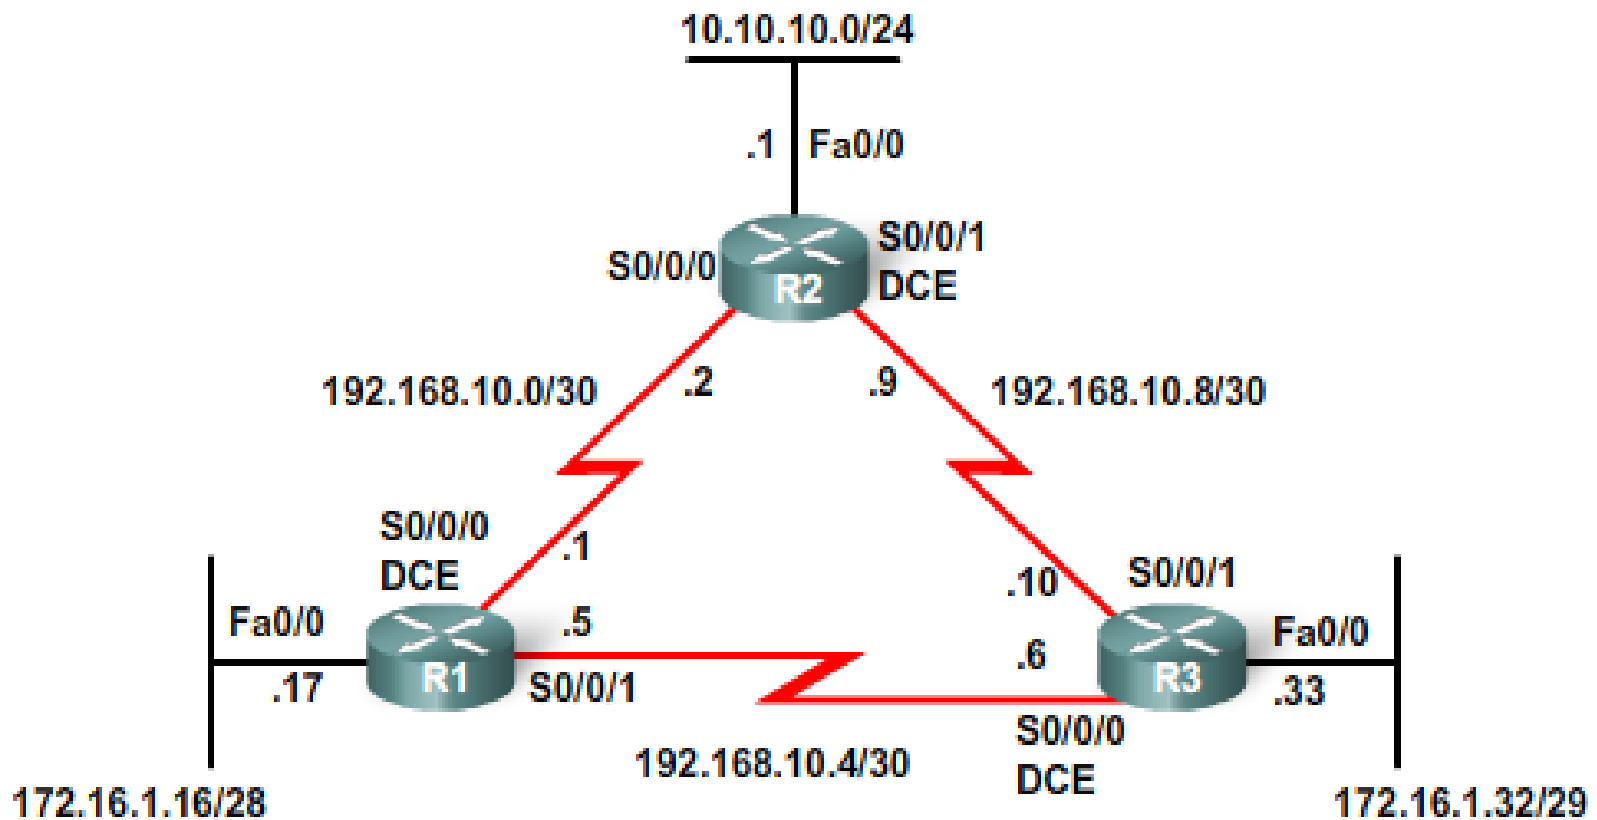 10.10.10.0/24
.1 Fa0/0
S0/0/0
S0/0/1
DCE
R2
192.168.10.0/30
.2
.9
192.168.10.8/30
S0/0/0
DCE
.1
.10
S0/0/1
Fa0/0
.5
.6
Fa0/0
.17
R1
S0/0/1
R3
.33
192.168.10.4/30
S0/0/0
DCE
172.16.1.16/28
172.16.1.32/29